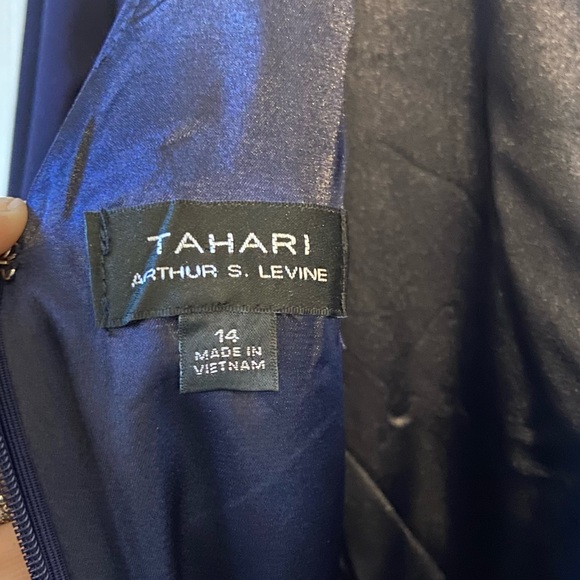 TAHARI
ARTHUR S. LEVINE
14
MADE IN
VIETNAM